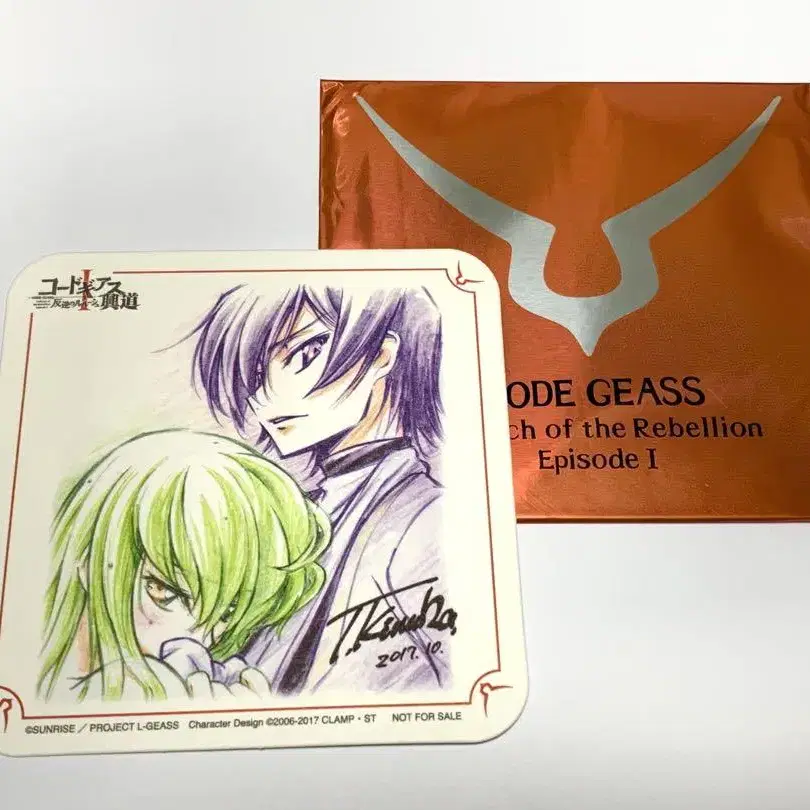 コードギアス
反逆のルルーシュ 興道
I
ODE GEASS
ch of the Rebellion
Episode I
T.Kimura.
2017.10.
©SUNRISE／PROJECT L-GEASS Character Design ©2006-2017 CLAMP・ST NOT FOR SALE